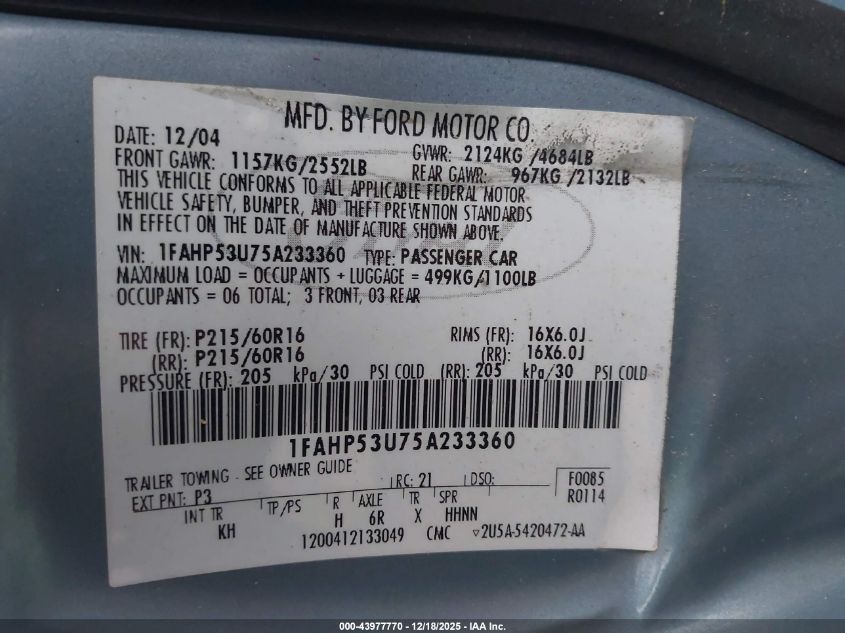 MFD. BY FORD MOTOR CO.
DATE: 12/04 GVWR: 2124KG /4684LB
FRONT GAWR: 1157KG/2552LB REAR GAWR: 967KG /2132LB
THIS VEHICLE CONFORMS TO ALL APPLICABLE FEDERAL MOTOR
VEHICLE SAFETY, BUMPER, AND THEFT PREVENTION STANDARDS
IN EFFECT ON THE DATE OF MANUFACTURE SHOWN ABOVE.
VIN: 1FAHP53U75A233360 TYPE: PASSENGER CAR
MAXIMUM LOAD = OCCUPANTS + LUGGAGE = 499KG/1100LB
OCCUPANTS = 06 TOTAL; 3 FRONT, 03 REAR
TIRE (FR): P215/60R16 RIMS (FR): 16X6.0J
(RR): P215/60R16 (RR): 16X6.0J
PRESSURE (FR): 205 kPa/30 PSI COLD (RR): 205 kPa/30 PSI COLD
1FAHP53U75A233360
TRAILER TOWING - SEE OWNER GUIDE
EXT PNT: P3 RC: 21 DSO: F0085
INT TR TP/PS R AXLE TR SPR R0114
KH H 6R X HHNN
1200412133049 CMC ▿2U5A-5420472-AA
000-43977770 - 12/18/2025 - IAA Inc.